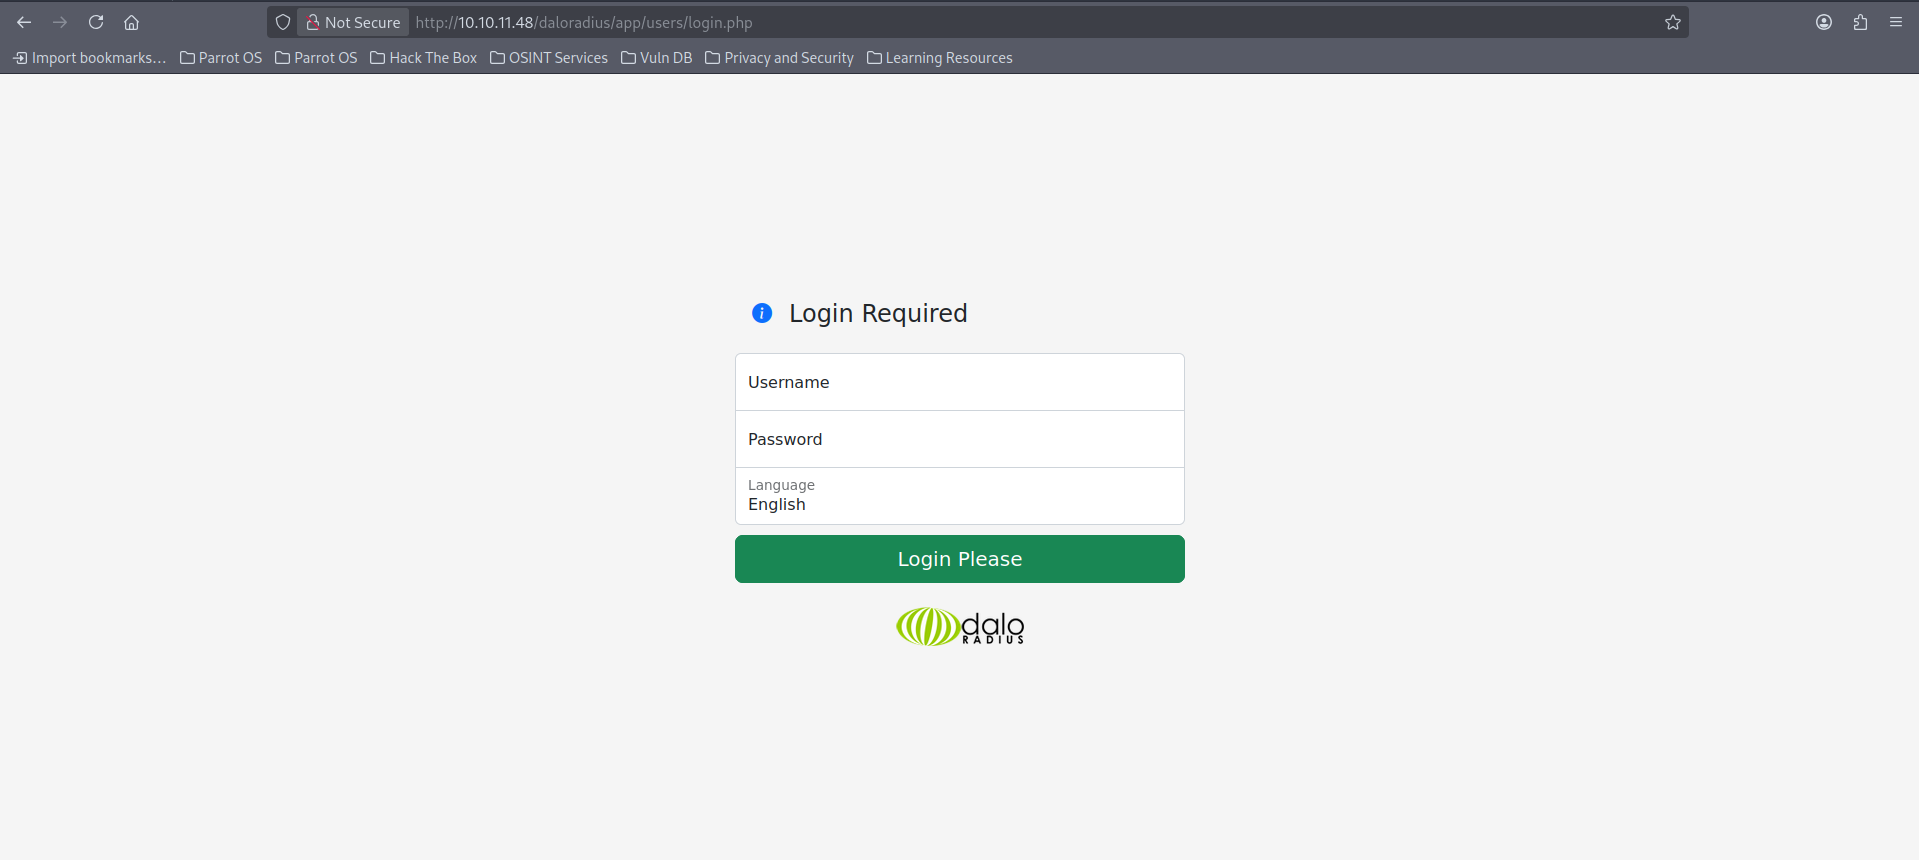 Not Secure http://10.10.11.48/daloradius/app/users/login.php
Import bookmarks... Parrot OS Parrot OS Hack The Box OSINT Services Vuln DB Privacy and Security Learning Resources
Login Required
Username
Password
Language
English
Login Please
dalo
RADIUS